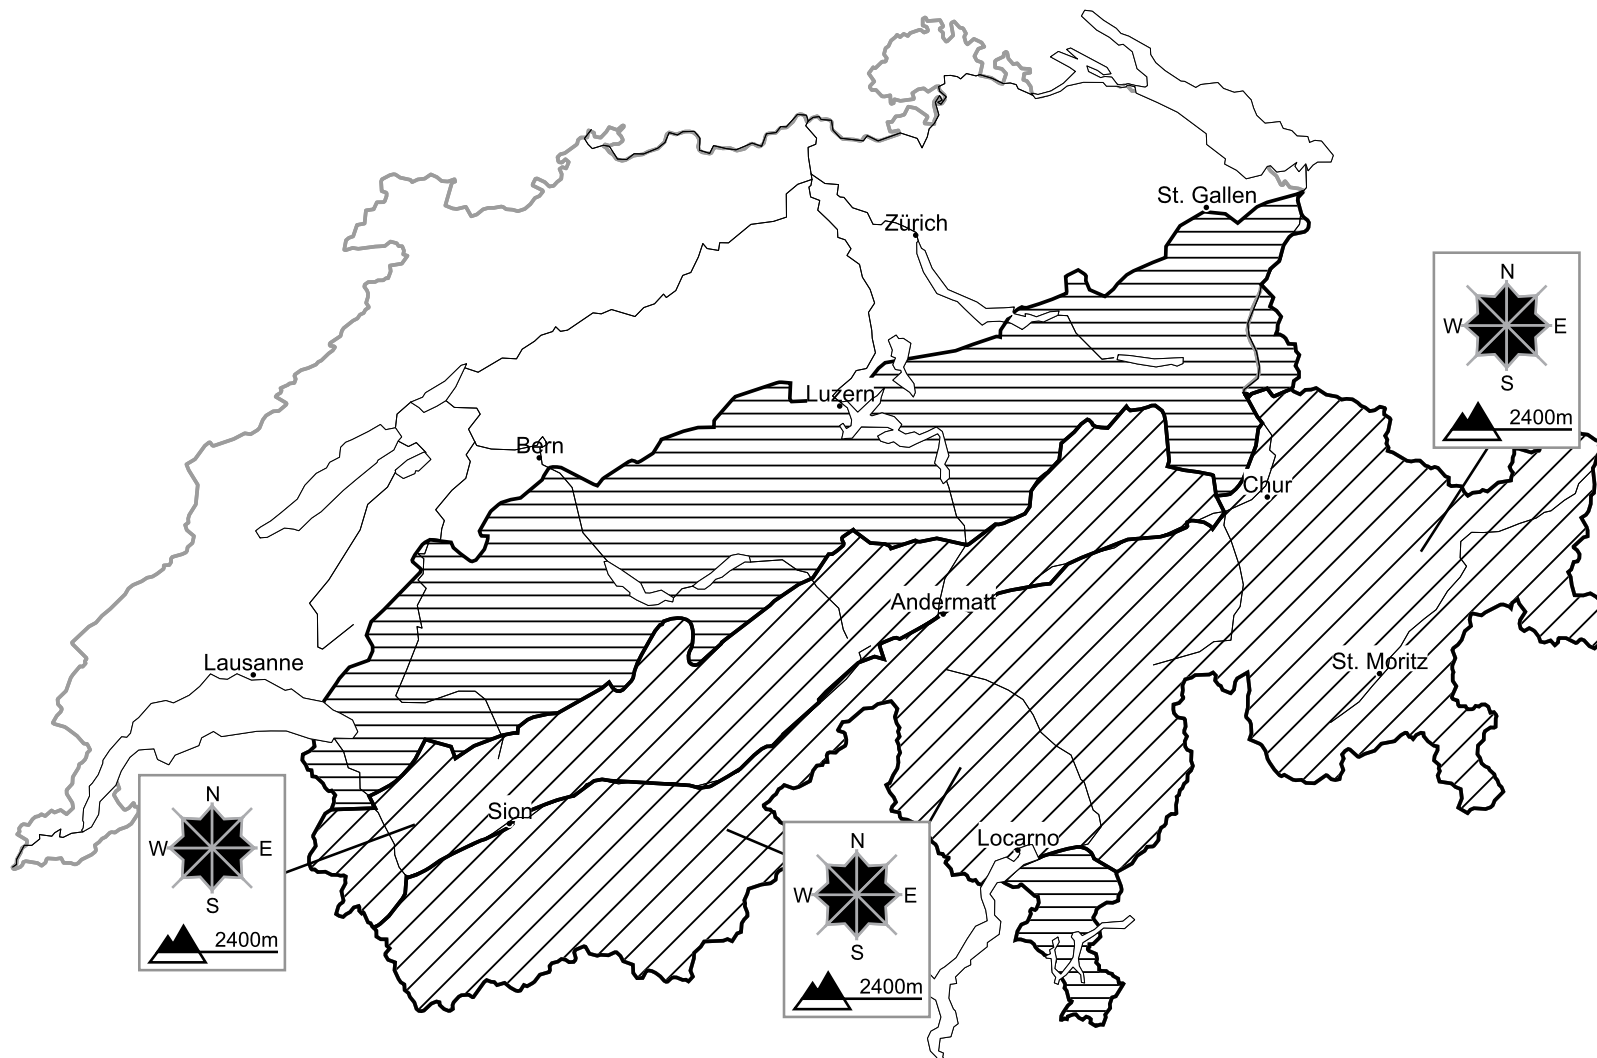 St. Gallen
Zürich
N
W E
S
2400m
Luzern
Bern
Chur
Andermatt
St. Moritz
Lausanne
N
W E
S
2400m
Sion
Locarno
N
W E
S
2400m